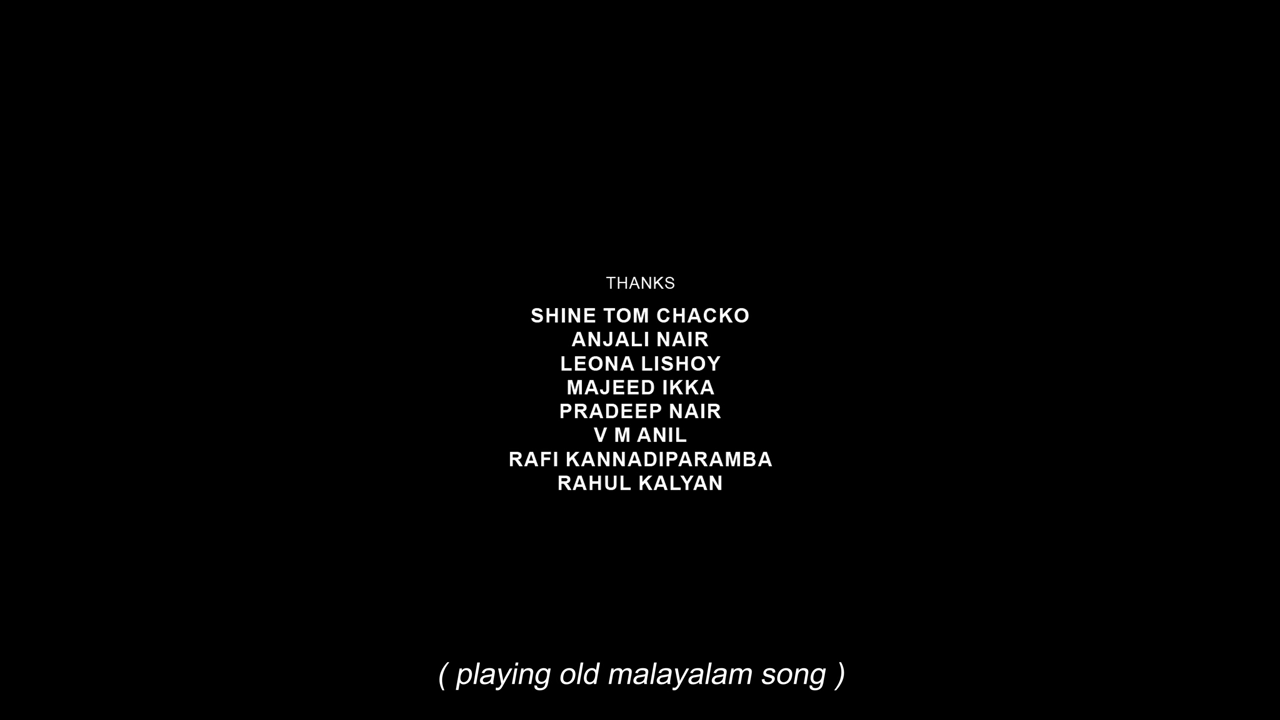 THANKS
SHINE TOM CHACKO
ANJALI NAIR
LEONA LISHOY
MAJEED IKKA
PRADEEP NAIR
V M ANIL
RAFI KANNADIPARAMBA
RAHUL KALYAN
( playing old malayalam song )